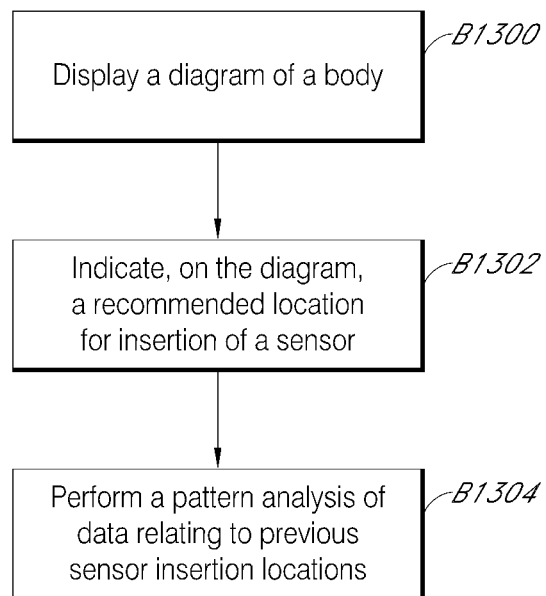 B1300
Display a diagram of a body
B1302
Indicate, on the diagram,
a recommended location
for insertion of a sensor
B1304
Perform a pattern analysis of
data relating to previous
sensor insertion locations